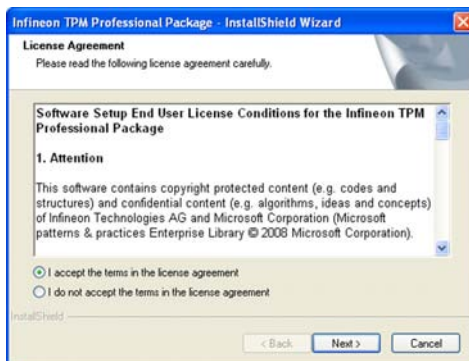 Infineon TPM Professional Package - InstallShield Wizard
License Agreement
Please read the following license agreement carefully.
Software Setup End User License Conditions for the Infineon TPM
Professional Package
1. Attention
This software contains copyright protected content (e.g. codes and
structures) and confidential content (e.g. algorithms, ideas and concepts)
of Infineon Technologies AG and Microsoft Corporation (Microsoft
patterns & practices Enterprise Library © 2008 Microsoft Corporation).
I accept the terms in the license agreement
I do not accept the terms in the license agreement
InstallShield
< Back
Next >
Cancel